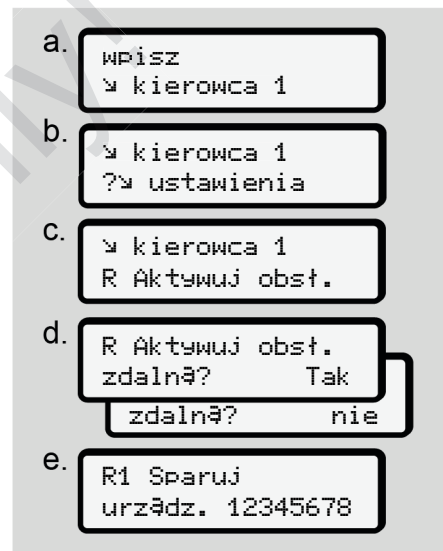 a.
wpisz
↘ kierowca 1
b.
↘ kierowca 1
?↘ ustawienia
c.
↘ kierowca 1
R Aktywuj obsł.
d.
R Aktywuj obsł.
zdalną? Tak
zdalną? nie
e.
R1 Sparuj
urządz. 12345678